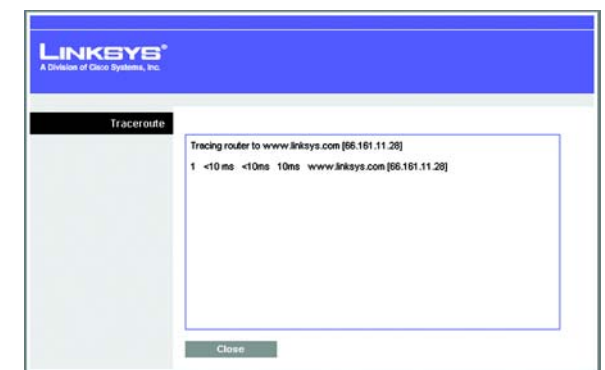 LINKSYS®
A Division of Cisco Systems, Inc.
Traceroute
Tracing router to www.linksys.com [66.161.11.28]
1 <10 ms <10ms 10ms www.linksys.com [66.161.11.28]
Close